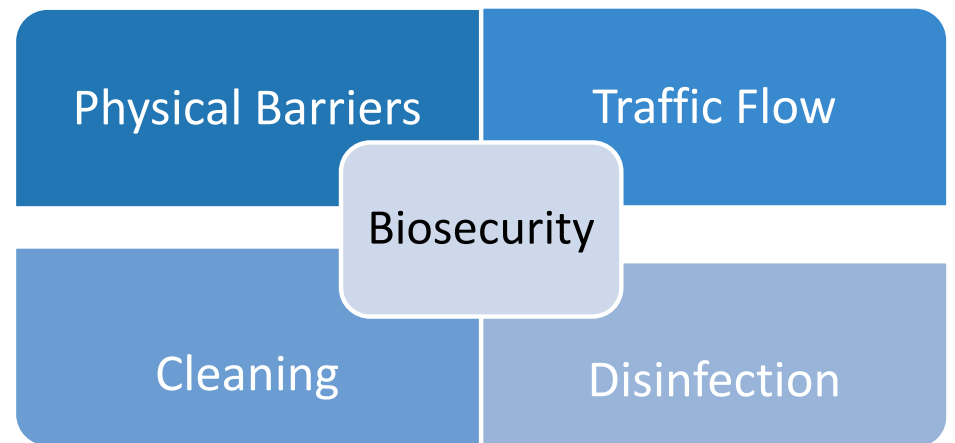 Physical Barriers
Traffic Flow
Biosecurity
Cleaning
Disinfection